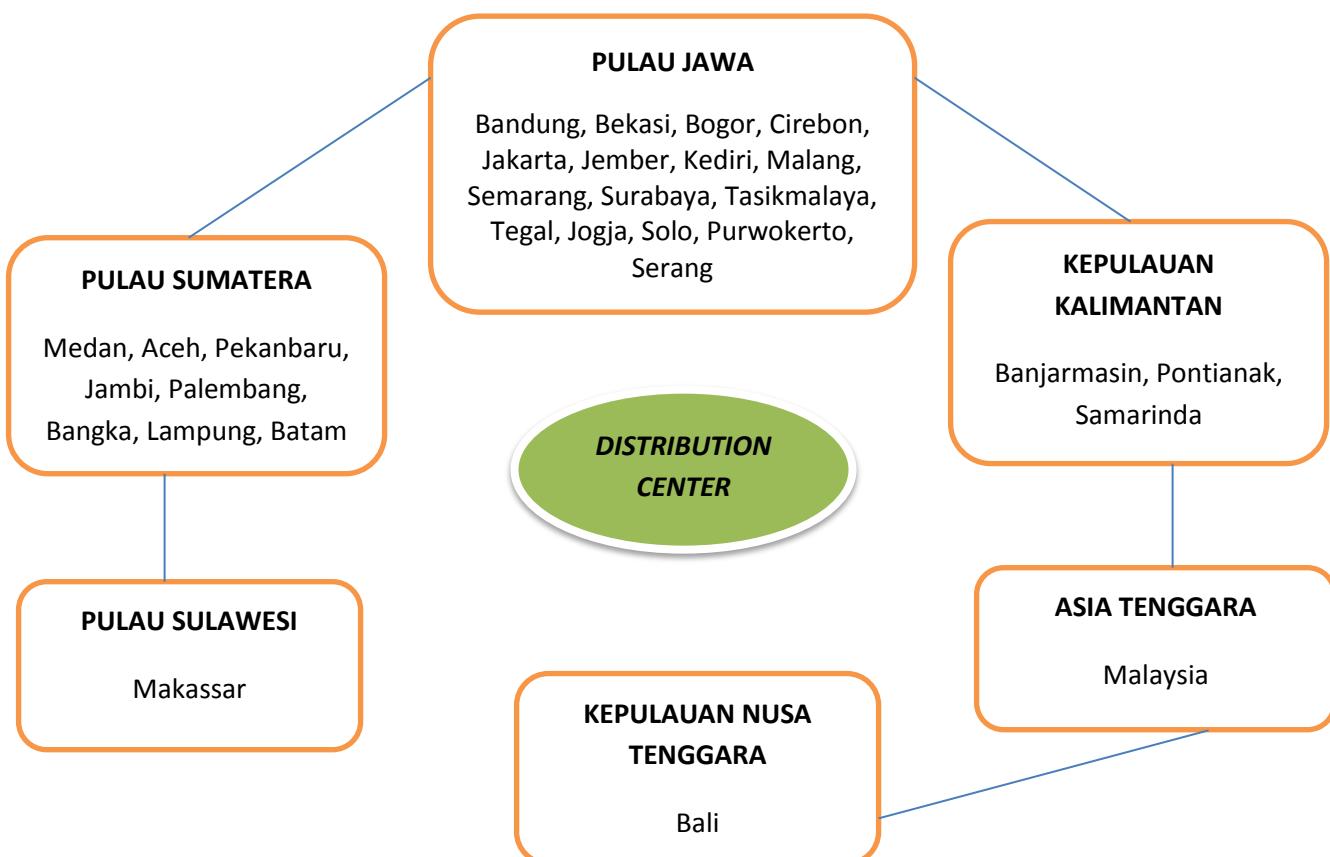 PULAU JAWA
Bandung, Bekasi, Bogor, Cirebon,
Jakarta, Jember, Kediri, Malang,
Semarang, Surabaya, Tasikmalaya,
Tegal, Jogja, Solo, Purwokerto,
Serang
PULAU SUMATERA
Medan, Aceh, Pekanbaru,
Jambi, Palembang,
Bangka, Lampung, Batam
KEPULAUAN
KALIMANTAN
Banjarmasin, Pontianak,
Samarinda
DISTRIBUTION
CENTER
PULAU SULAWESI
Makassar
ASIA TENGGARA
Malaysia
KEPULAUAN NUSA
TENGGARA
Bali